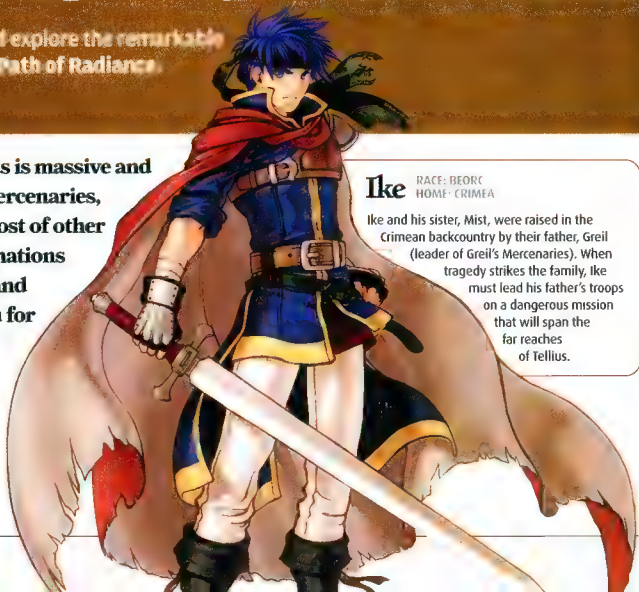 explore the remarkable
Path of Radiance.
s is massive and
ercenaries,
ost of other
nations
and
for
Ike RACE: BEORC
HOME: CRIMEA
Ike and his sister, Mist, were raised in the
Crimean backcountry by their father, Greil
(leader of Greil's Mercenaries). When
tragedy strikes the family, Ike
must lead his father's troops
on a dangerous mission
that will span the
far reaches
of Tellius.